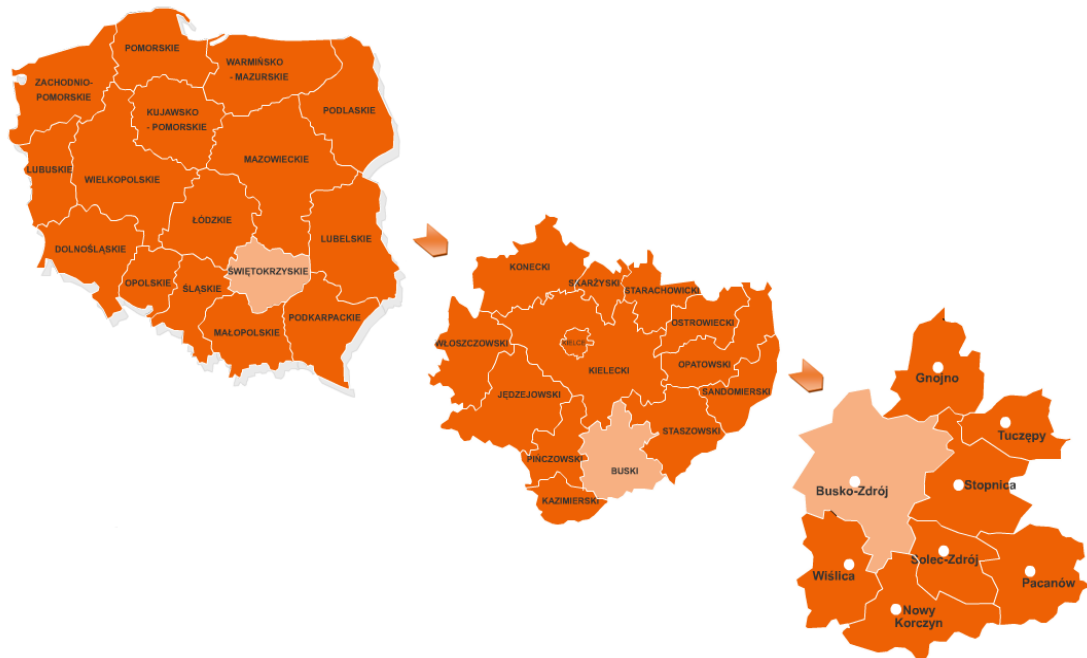 POMORSKIE
WARMIŃSKO
- MAZURSKIE
ZACHODNIO-
POMORSKIE
KUJAWSKO
- POMORSKIE
PODLASKIE
MAZOWIECKIE
LUBUSKIE
WIELKOPOLSKIE
ŁÓDZKIE
LUBELSKIE
DOLNOŚLĄSKIE
ŚWIĘTOKRZYSKIE
OPOLSKIE
ŚLĄSKIE
PODKARPACKIE
MAŁOPOLSKIE
KONECKI
SKARŻYSKI
STARACHOWICKI
OSTROWIECKI
WŁOSZCZOWSKI
KIELCE
KIELECKI
OPATOWSKI
JĘDZEJOWSKI
SANDOMIERSKI
STASZOWSKI
PIŃCZOWSKI
BUSKI
KAZIMIERSKI
Gnojno
Tuczępy
Busko-Zdrój
Stopnica
Solec-Zdrój
Wiślica
Pacanów
Nowy
Korczyn